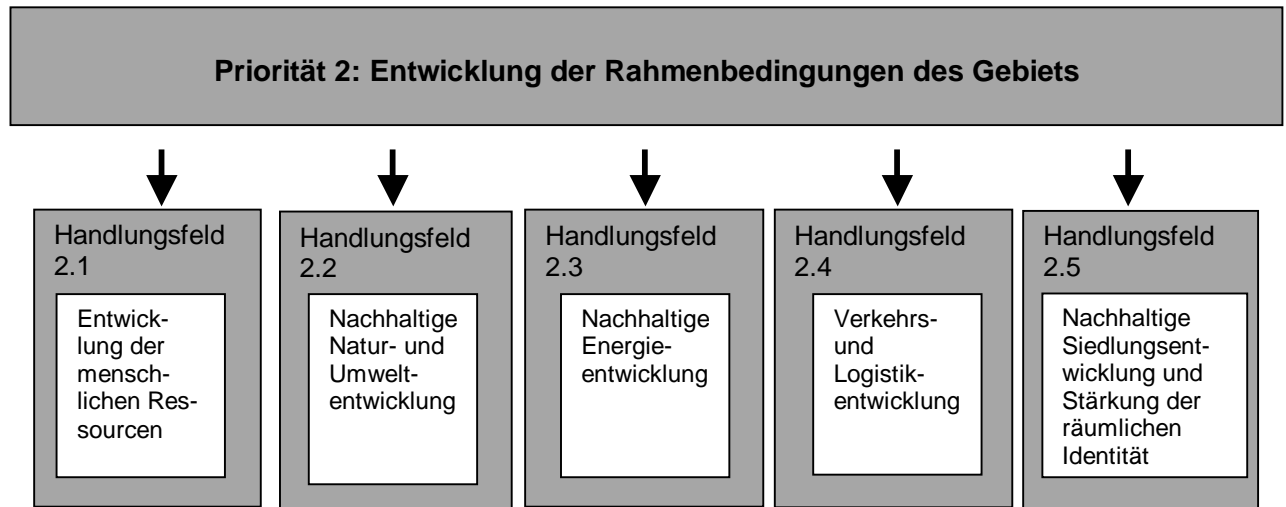 Priorität 2: Entwicklung der Rahmenbedingungen des Gebiets
Handlungsfeld
2.1
Entwick-
lung der
mensch-
lichen Res-
sourcen
Handlungsfeld
2.2
Nachhaltige
Natur- und
Umwelt-
entwicklung
Handlungsfeld
2.3
Nachhaltige
Energie-
entwicklung
Handlungsfeld
2.4
Verkehrs-
und
Logistik-
entwicklung
Handlungsfeld
2.5
Nachhaltige
Siedlungsent-
wicklung und
Stärkung der
räumlichen
Identität